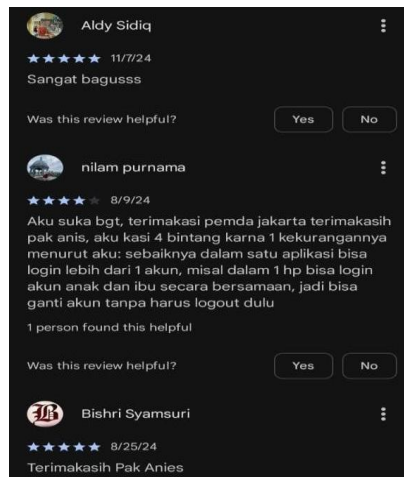 Aldy Sidiq
11/7/24
Sangat bagusss
Was this review helpful?
Yes
No
nilam purnama
8/9/24
Aku suka bgt, terimakasi pemda jakarta terimakasih
pak anis, aku kasi 4 bintang karna 1 kekurangannya
menurut aku: sebaiknya dalam satu aplikasi bisa
login lebih dari 1 akun, misal dalam 1 hp bisa login
akun anak dan ibu secara bersamaan, jadi bisa
ganti akun tanpa harus logout dulu
1 person found this helpful
Was this review helpful?
Yes
No
Bishri Syamsuri
8/25/24
Terimakasih Pak Anies